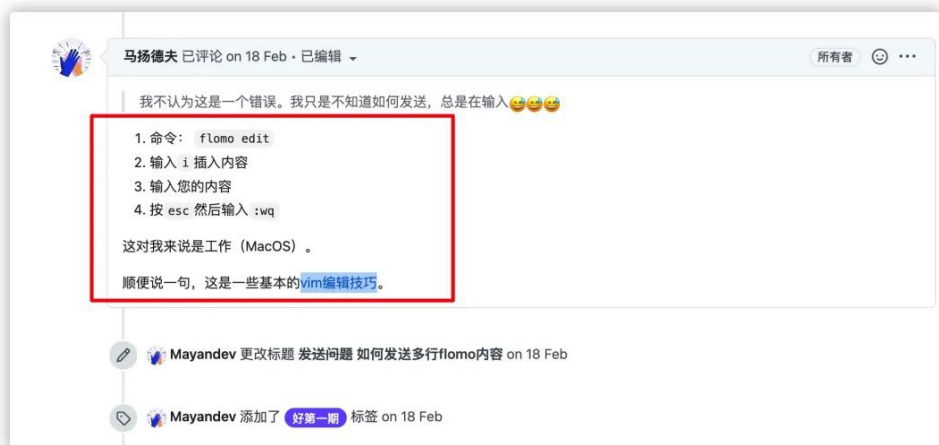 马扬德夫 已评论 on 18 Feb • 已编辑
所有者
我不认为这是一个错误。我只是不知道如何发送，总是在输入😅😅😅
1. 命令： flomo edit
2. 输入 i 插入内容
3. 输入您的内容
4. 按 esc 然后输入 :wq
这对我来说是工作（MacOS）。
顺便说一句，这是一些基本的vim编辑技巧。
Mayandev 更改标题 发送问题 如何发送多行flomo内容 on 18 Feb
Mayandev 添加了 好第一期 标签 on 18 Feb